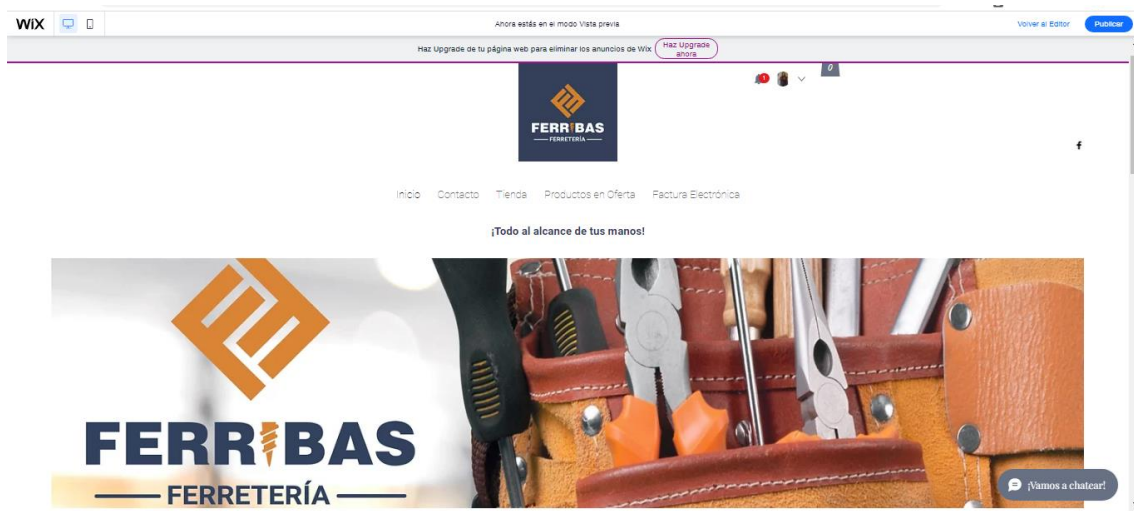 WiX
Ahora estás en el modo Vista previa
Volver al Editor
Publicar
Haz Upgrade de tu página web para eliminar los anuncios de Wix
Haz Upgrade
ahora
0
1
FERRIBAS
FERRETERÍA
Inicio Contacto Tienda Productos en Oferta Factura Electrónica
¡Todo al alcance de tus manos!
FERRIBAS
FERRETERÍA
¡Vamos a chatear!